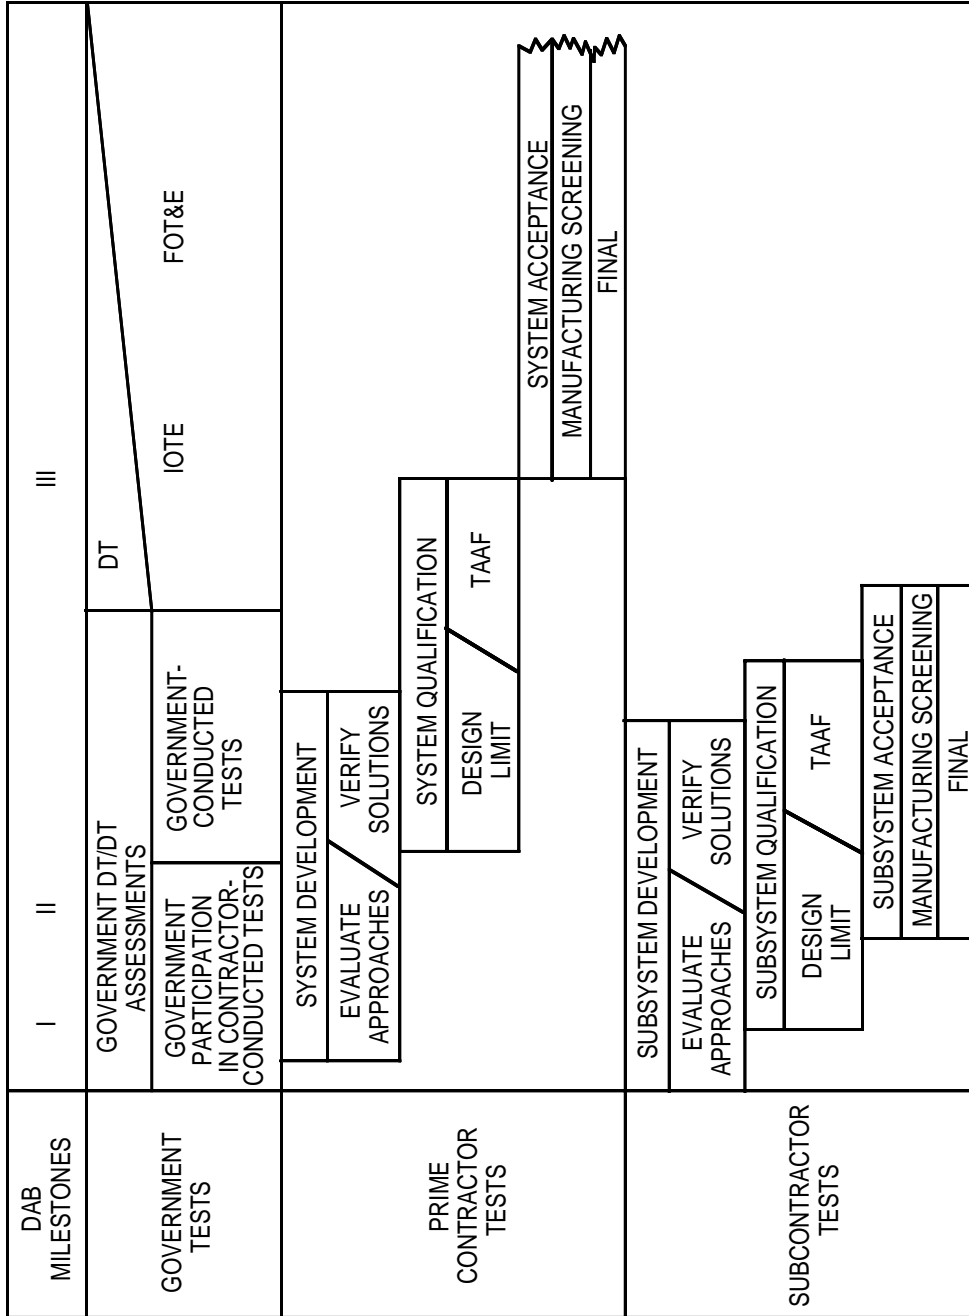 DAB
MILESTONES
I
II
III
GOVERNMENT
TESTS
GOVERNMENT DT/DT
ASSESSMENTS
DT
GOVERNMENT
PARTICIPATION
IN CONTRACTOR-
CONDUCTED TESTS
GOVERNMENT-
CONDUCTED
TESTS
IOTE
FOT&E
PRIME
CONTRACTOR
TESTS
SYSTEM DEVELOPMENT
EVALUATE
APPROACHES
VERIFY
SOLUTIONS
SYSTEM QUALIFICATION
DESIGN
LIMIT
TAAF
SYSTEM ACCEPTANCE
MANUFACTURING SCREENING
FINAL
SUBCONTRACTOR
TESTS
SUBSYSTEM DEVELOPMENT
EVALUATE
APPROACHES
VERIFY
SOLUTIONS
SUBSYSTEM QUALIFICATION
DESIGN
LIMIT
TAAF
SUBSYSTEM ACCEPTANCE
MANUFACTURING SCREENING
FINAL